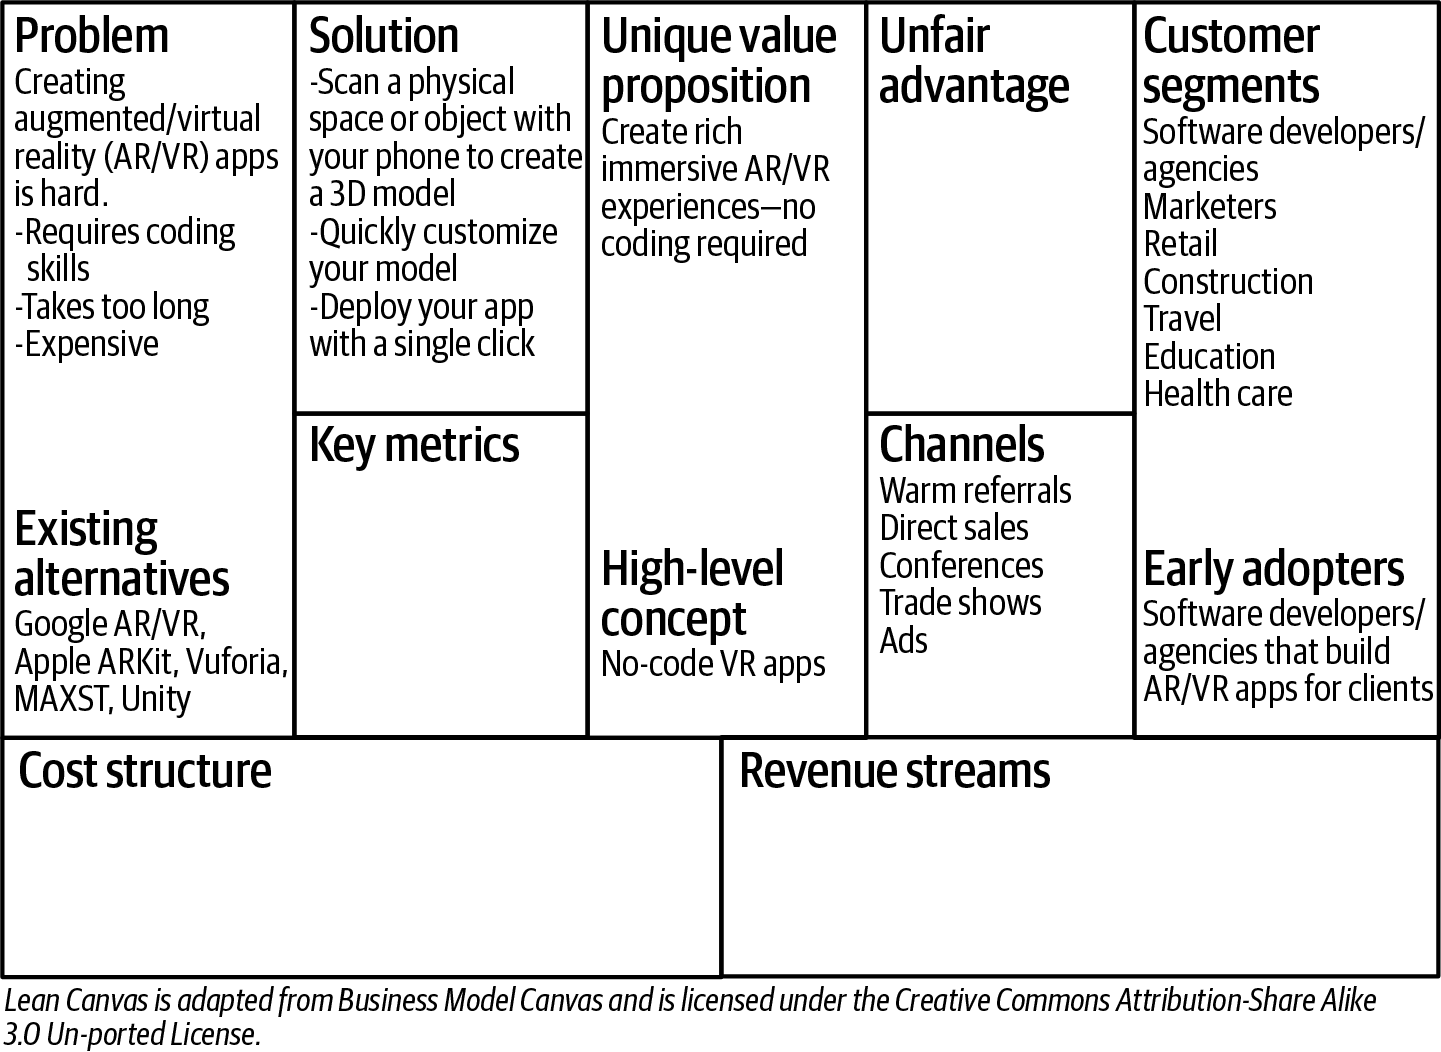 Problem
Creating
augmented/virtual
reality (AR/VR) apps
is hard.
-Requires coding
skills
-Takes too long
-Expensive
Existing
alternatives
Google AR/VR,
Apple ARKit, Vuforia,
MAXST, Unity
Solution
-Scan a physical
space or object with
your phone to create
a 3D model
-Quickly customize
your model
-Deploy your app
with a single click
Key metrics
Unique value
proposition
Create rich
immersive AR/VR
experiences—no
coding required
High-level
concept
No-code VR apps
Unfair
advantage
Channels
Warm referrals
Direct sales
Conferences
Trade shows
Ads
Customer
segments
Software developers/
agencies
Marketers
Retail
Construction
Travel
Education
Health care
Early adopters
Software developers/
agencies that build
AR/VR apps for clients
Cost structure
Revenue streams
Lean Canvas is adapted from Business Model Canvas and is licensed under the Creative Commons Attribution-Share Alike
3.0 Un-ported License.